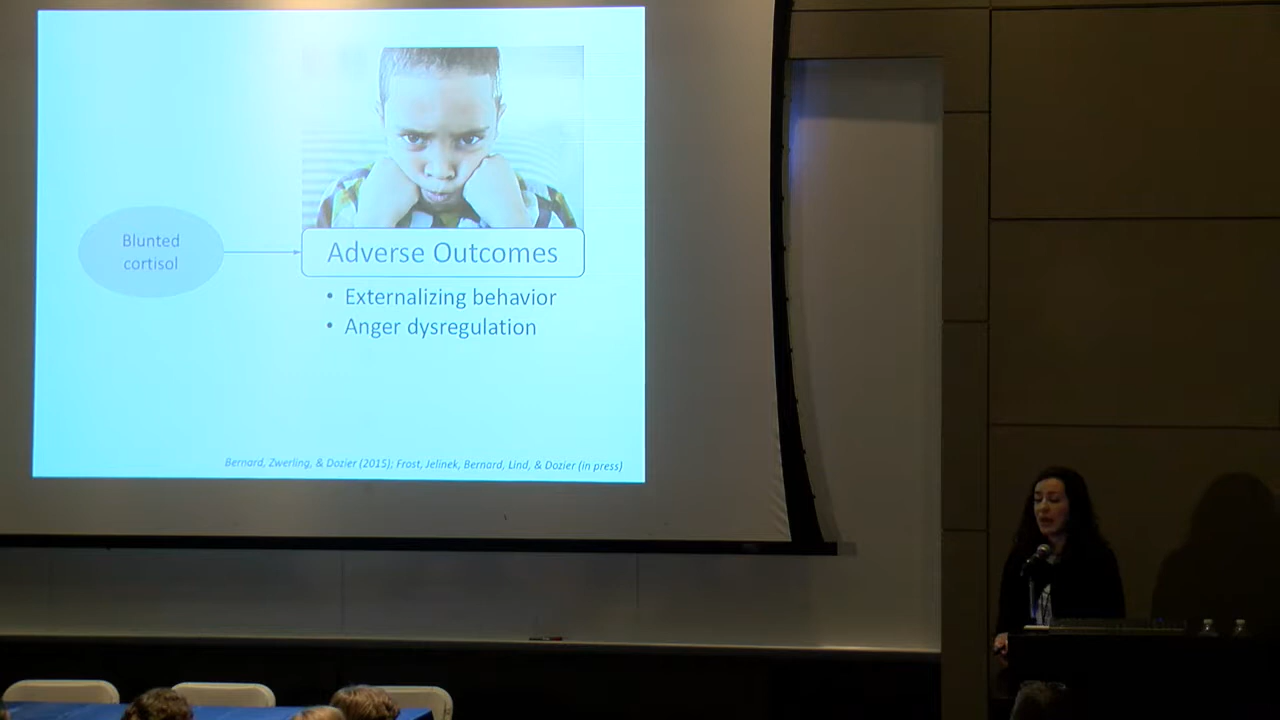 Blunted
cortisol
Adverse Outcomes
• Externalizing behavior
• Anger dysregulation
Bernard, Zwerling, & Dozier (2015); Frost, Jelinek, Bernard, Lind, & Dozier (in press)